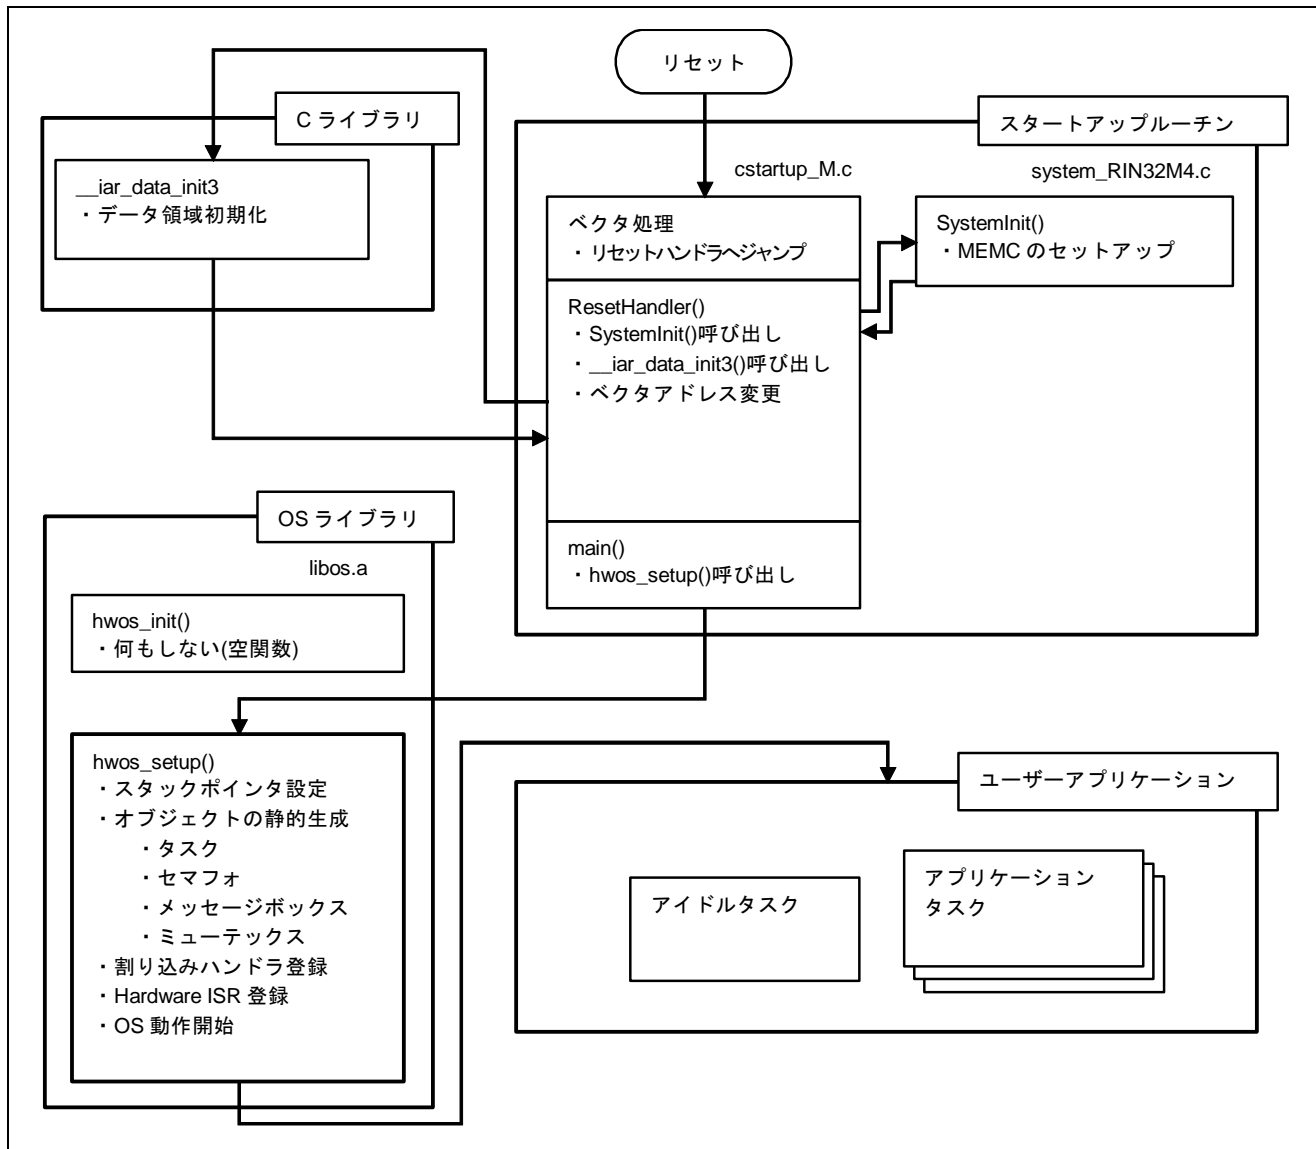 リセット
C ライブラリ
__iar_data_init3
・データ領域初期化
スタートアップルーチン
cstartup_M.c
system_RIN32M4.c
ベクタ処理
・リセットハンドラへジャンプ
SystemInit()
・MEMC のセットアップ
ResetHandler()
・SystemInit()呼び出し
・__iar_data_init3()呼び出し
・ベクタアドレス変更
main()
・hwos_setup()呼び出し
OS ライブラリ
libos.a
hwos_init()
・何もしない(空関数)
hwos_setup()
・スタックポインタ設定
・オブジェクトの静的生成
・タスク
・セマフォ
・メッセージボックス
・ミューテックス
・割り込みハンドラ登録
・Hardware ISR 登録
・OS 動作開始
ユーザーアプリケーション
アイドルタスク
アプリケーション
タスク